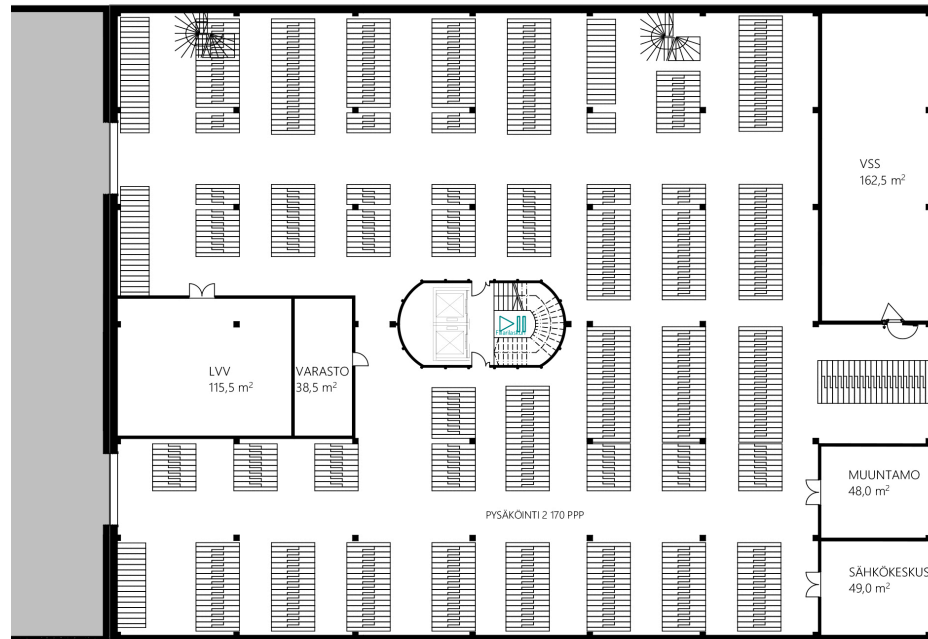 VSS
162,5 m²
LVV
115,5 m²
VARASTO
38,5 m²
MUUNTAMO
48,0 m²
PYSÄKÖINTI 2 170 PPP
SÄHKÖKESKUS
49,0 m²